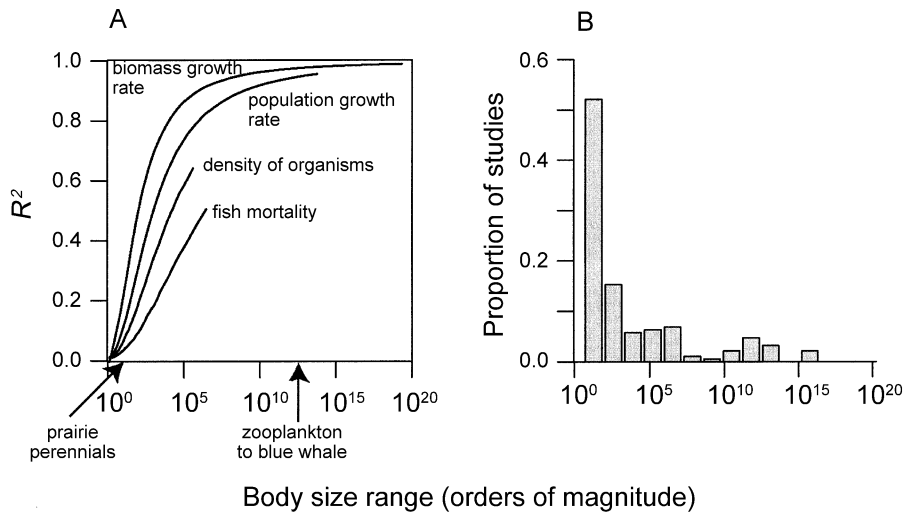 A
B
R²
1.0
0.8
0.6
0.4
0.2
0.0
biomass growth
rate
population growth
rate
density of organisms
fish mortality
10⁰
10⁵
10¹⁰
10¹⁵
10²⁰
prairie
perennials
zooplankton
to blue whale
Proportion of studies
0.6
0.4
0.2
0.0
10⁰
10⁵
10¹⁰
10¹⁵
10²⁰
Body size range (orders of magnitude)